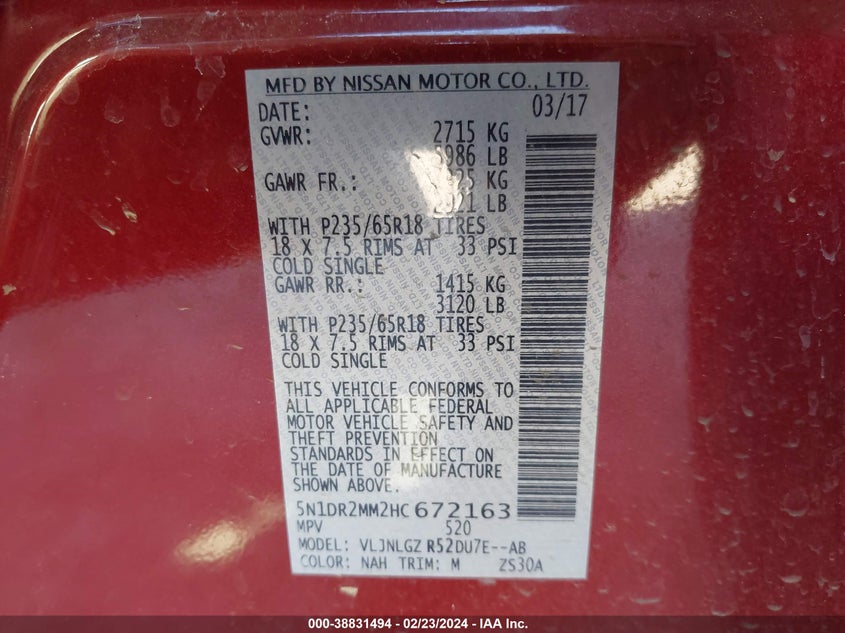 MFD BY NISSAN MOTOR CO., LTD.
DATE: 03/17
GVWR: 2715 KG
5986 LB
GAWR FR.: KG
LB
WITH P235/65R18 TIRES
18 X 7.5 RIMS AT 33 PSI
COLD SINGLE
GAWR RR.: 1415 KG
3120 LB
WITH P235/65R18 TIRES
18 X 7.5 RIMS AT 33 PSI
COLD SINGLE
THIS VEHICLE CONFORMS TO
ALL APPLICABLE FEDERAL
MOTOR VEHICLE SAFETY AND
THEFT PREVENTION
STANDARDS IN EFFECT ON
THE DATE OF MANUFACTURE
SHOWN ABOVE.
5N1DR2MM2HC672163
MPV 520
MODEL: VLJNLGZ R52DU7E--AB
COLOR: NAH TRIM: M ZS30A
000-38831494 - 02/23/2024 - IAA Inc.